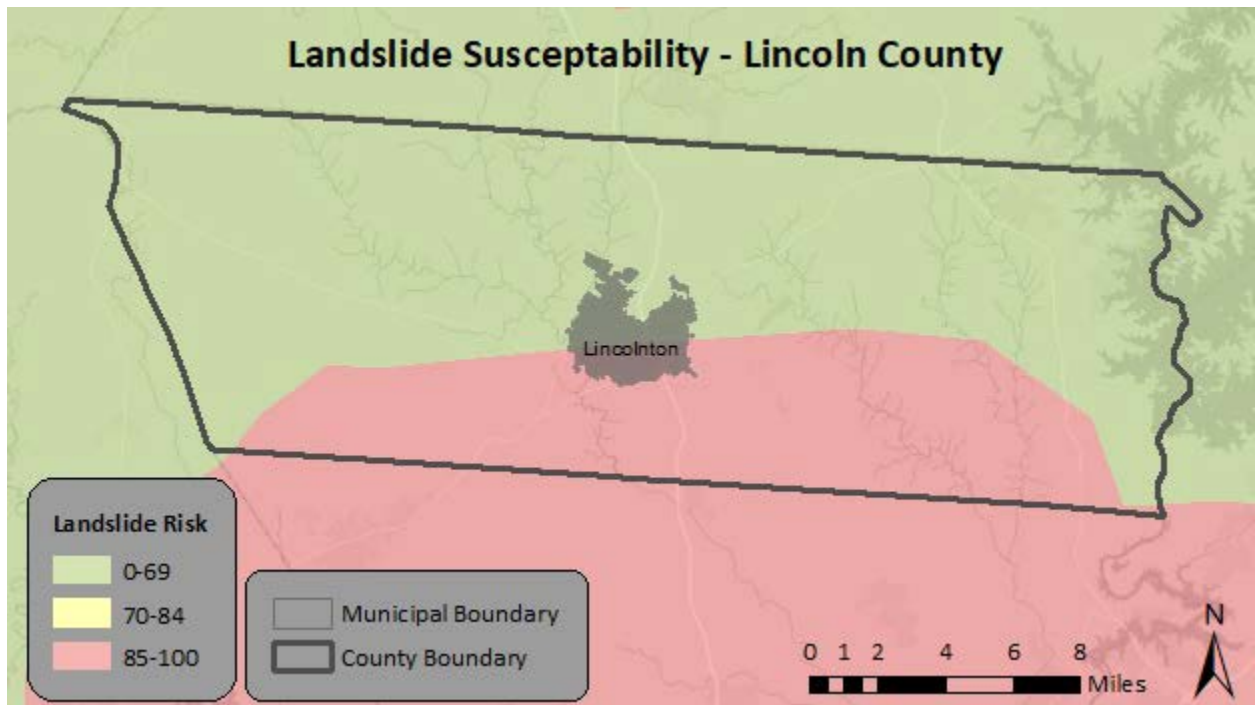 Landslide Susceptability - Lincoln County
Lincolnton
Landslide Risk
0-69
70-84
85-100
Municipal Boundary
County Boundary
0 1 2 4 6 8
Miles
N